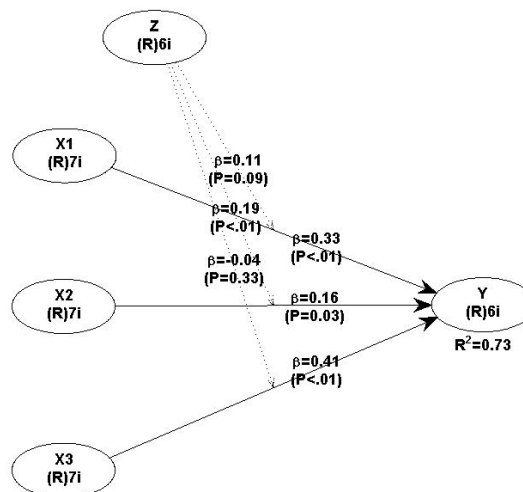 Z
(R)6i
X1
(R)7i
β=0.11
(P=0.09)
β=0.19
(P<.01)
β=0.33
(P<.01)
β=-0.04
(P=0.33)
X2
(R)7i
β=0.16
(P=0.03)
Y
(R)6i
R²=0.73
β=0.41
(P<.01)
X3
(R)7i